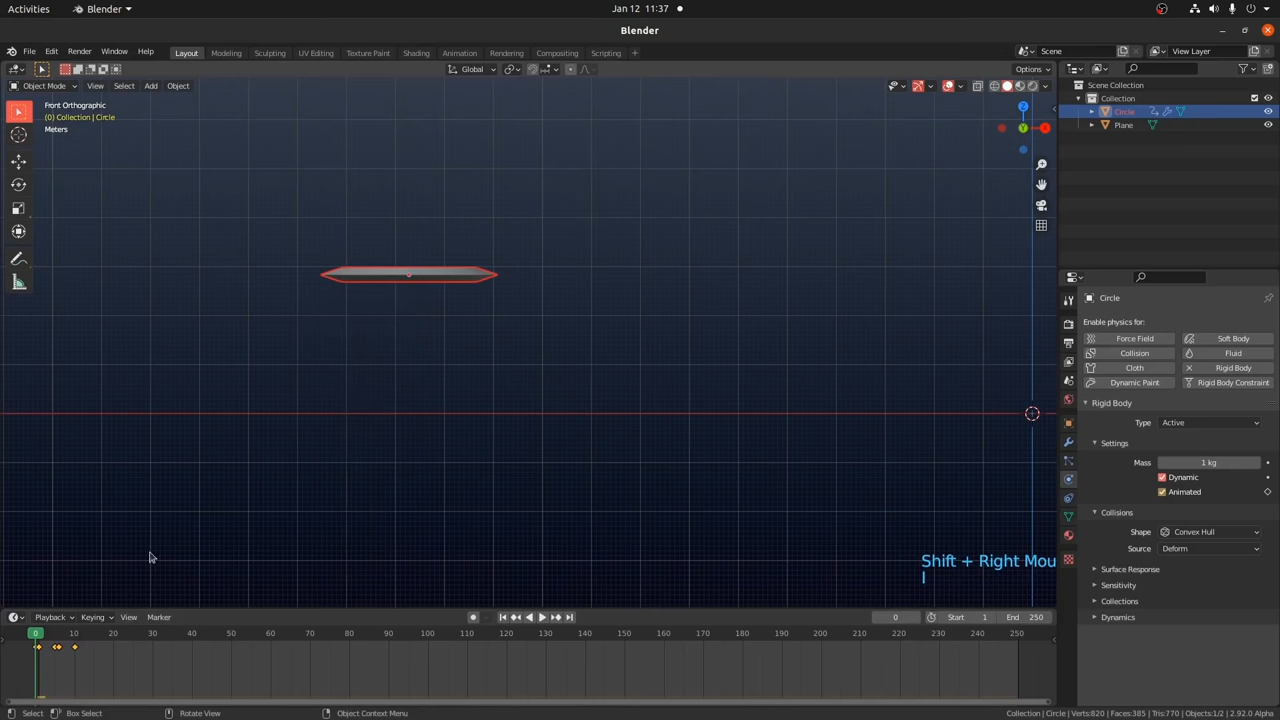 Activities
Blender
Jan 12 11:37
Blender
File Edit Render Window Help
Layout Modeling Sculpting UV Editing Texture Paint Shading Animation Rendering Compositing Scripting +
Scene
View Layer
Global
Options
Object Mode View Select Add Object
Front Orthographic
(0) Collection | Circle
Meters
Z
Y
X
Scene Collection
Collection
Circle
Plane
Circle
Enable physics for:
Force Field Soft Body
Collision Fluid
Cloth Rigid Body
Dynamic Paint Rigid Body Constraint
Rigid Body
Type Active
Settings
Mass 1 kg
Dynamic
Animated
Collisions
Shape Convex Hull
Source Deform
Surface Response
Sensitivity
Collections
Dynamics
Shift + Right Mou
I
Playback Keying View Marker
0 Start 1 End 250
0 10 20 30 40 50 60 70 80 90 100 110 120 130 140 150 160 170 180 190 200 210 220 230 240 250
Select Box Select Rotate View Object Context Menu
Collection | Circle | Verts:820 | Faces:385 | Tris:770 | Objects:1/2 | 2.92.0 Alpha